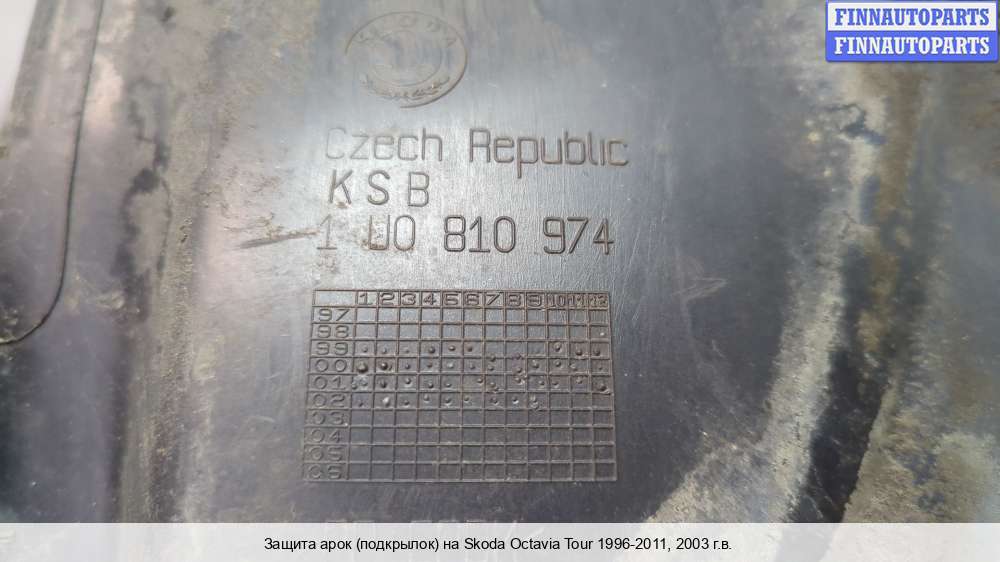 FINNAUTOPARTS
FINNAUTOPARTS
Czech Republic
KSB
1 U0 810 974
1 2 3 4 5 6 7 8 9 10 11 12
97
98
99
00
01
02
03
04
05
06
Защита арок (подкрылок) на Skoda Octavia Tour 1996-2011, 2003 г.в.